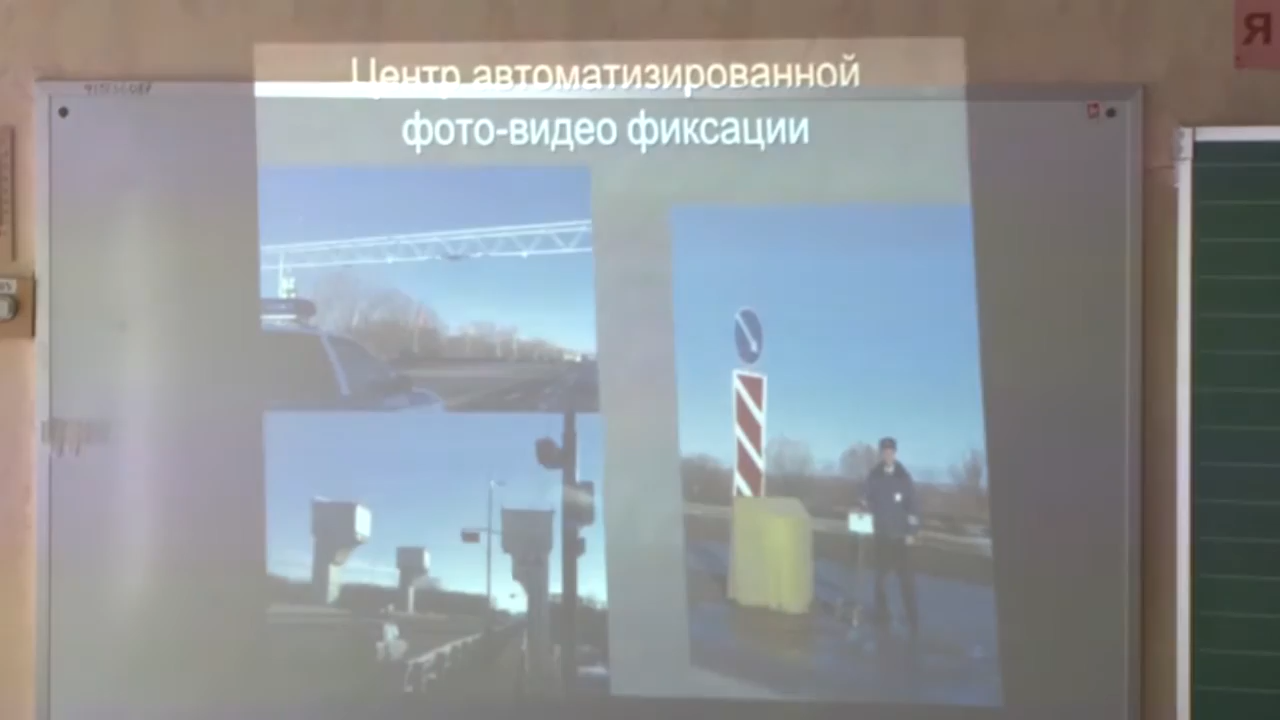 Центр автоматизированной
фото-видео фиксации
Я